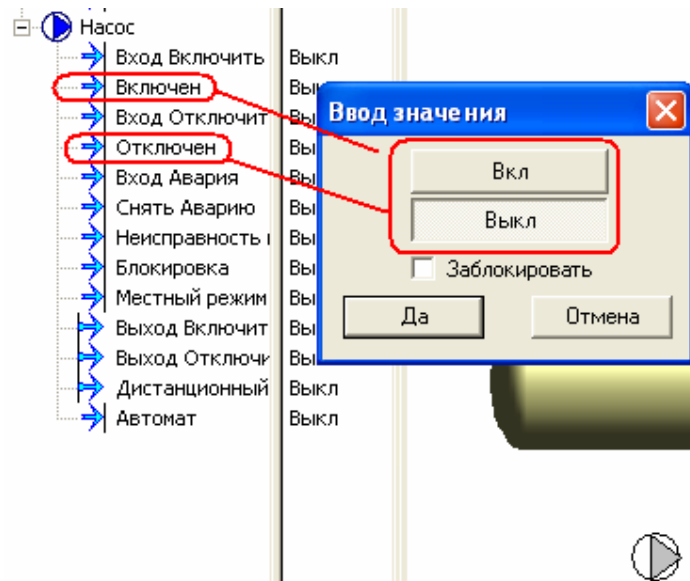 Насос
Вход Включить Выкл
Включен Вы
Вход Отключит Вы
Отключен Вы
Вход Авария Вы
Снять Аварию Вы
Неисправность Вы
Блокировка Вы
Местный режим Вы
Выход Включит Вы
Выход Отключи Вы
Дистанционный Выкл
Автомат Выкл
Ввод значения
Вкл
Выкл
Заблокировать
Да Отмена